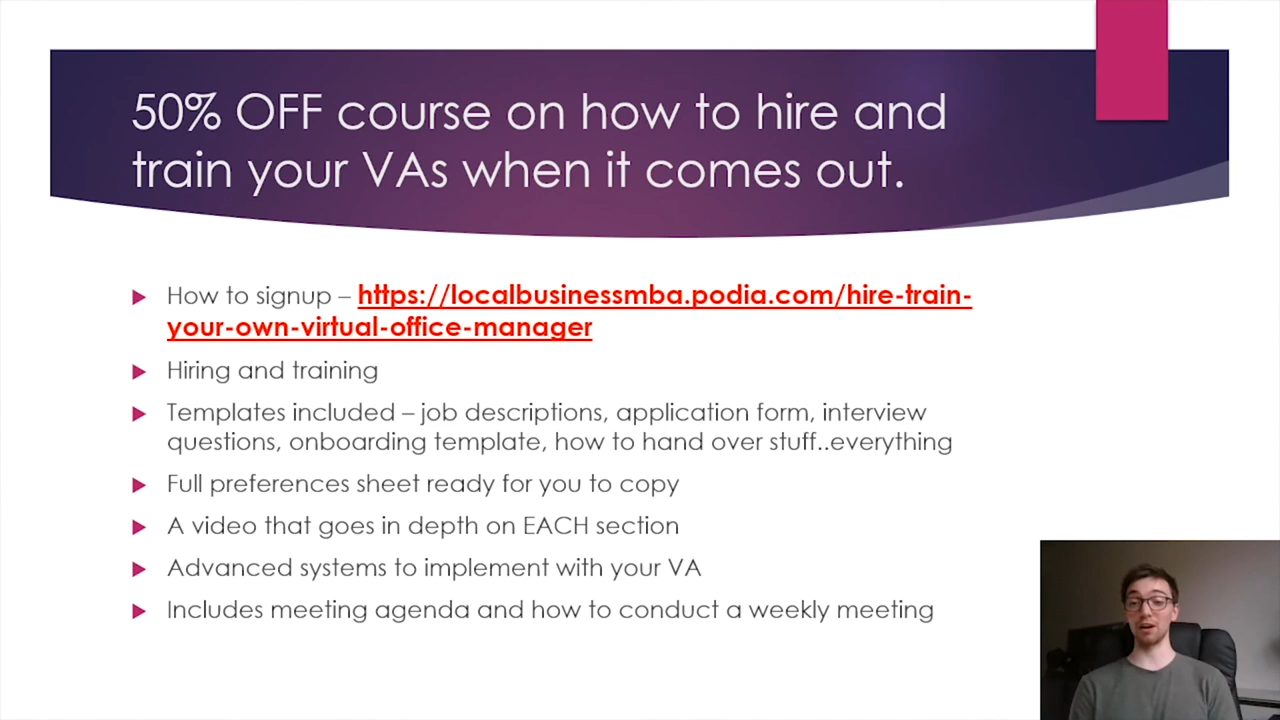 50% OFF course on how to hire and
train your VAs when it comes out.
How to signup – https://localbusinessmba.podia.com/hire-train-
your-own-virtual-office-manager
Hiring and training
Templates included – job descriptions, application form, interview
questions, onboarding template, how to hand over stuff..everything
Full preferences sheet ready for you to copy
A video that goes in depth on EACH section
Advanced systems to implement with your VA
Includes meeting agenda and how to conduct a weekly meeting